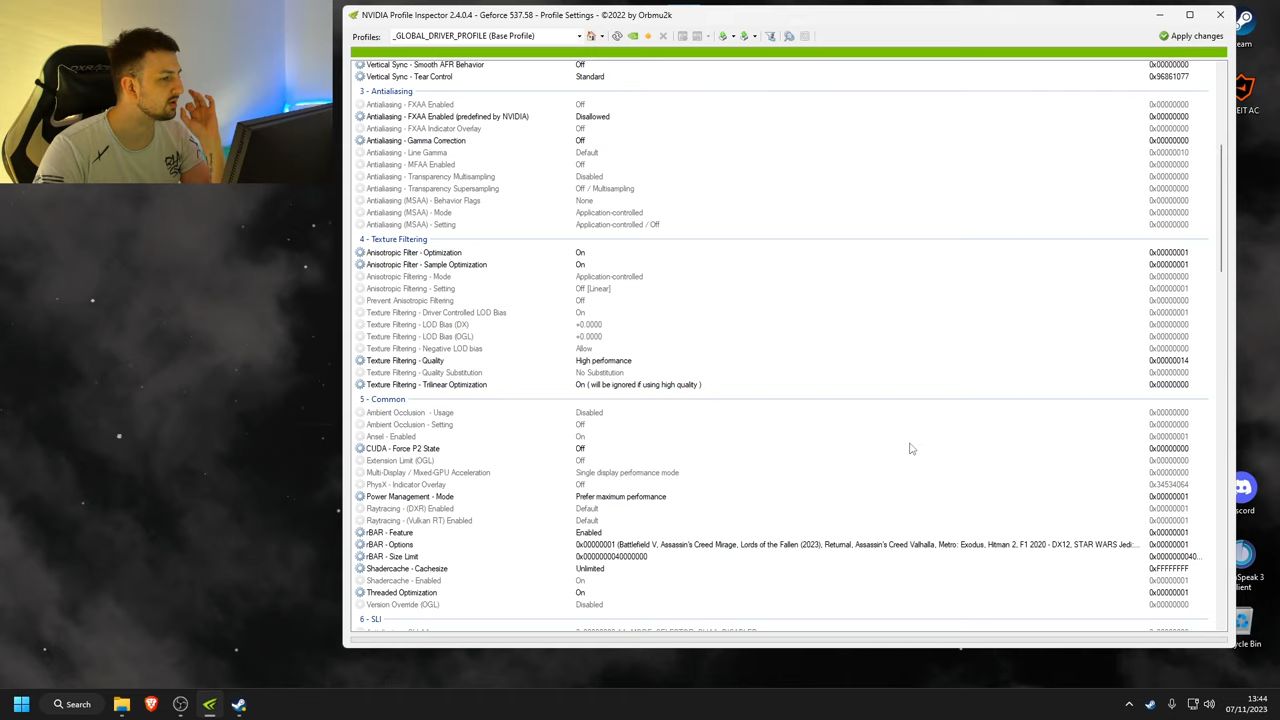 NVIDIA Profile Inspector 2.4.0.4 - Geforce 537.58 - Profile Settings - ©2022 by Orbmu2k
Profiles: _GLOBAL_DRIVER_PROFILE (Base Profile) Apply changes
Vertical Sync - Smooth AFR Behavior Off 0x00000000
Vertical Sync - Tear Control Standard 0x96861077
3 - Antialiasing
Antialiasing - FXAA Enabled Off 0x00000000
Antialiasing - FXAA Enabled (predefined by NVIDIA) Disallowed 0x00000000
Antialiasing - FXAA Indicator Overlay Off 0x00000000
Antialiasing - Gamma Correction Off 0x00000000
Antialiasing - Line Gamma Default 0x00000010
Antialiasing - MFAA Enabled Off 0x00000000
Antialiasing - Transparency Multisampling Disabled 0x00000000
Antialiasing - Transparency Supersampling Off / Multisampling 0x00000000
Antialiasing (MSAA) - Behavior Flags None 0x00000000
Antialiasing (MSAA) - Mode Application-controlled 0x00000000
Antialiasing (MSAA) - Setting Application-controlled / Off 0x00000000
4 - Texture Filtering
Anisotropic Filter - Optimization On 0x00000001
Anisotropic Filter - Sample Optimization On 0x00000001
Anisotropic Filtering - Mode Application-controlled 0x00000000
Anisotropic Filtering - Setting Off [Linear] 0x00000001
Prevent Anisotropic Filtering Off 0x00000000
Texture Filtering - Driver Controlled LOD Bias On 0x00000001
Texture Filtering - LOD Bias (DX) +0.0000 0x00000000
Texture Filtering - LOD Bias (OGL) +0.0000 0x00000000
Texture Filtering - Negative LOD bias Allow 0x00000000
Texture Filtering - Quality High performance 0x00000014
Texture Filtering - Quality Substitution No Substitution 0x00000000
Texture Filtering - Trilinear Optimization On ( will be ignored if using high quality ) 0x00000000
5 - Common
Ambient Occlusion - Usage Disabled 0x00000000
Ambient Occlusion - Setting Off 0x00000000
Ansel - Enabled On 0x00000001
CUDA - Force P2 State Off 0x00000000
Extension Limit (OGL) Off 0x00000000
Multi-Display / Mixed-GPU Acceleration Single display performance mode 0x00000000
PhysX - Indicator Overlay Off 0x34534064
Power Management - Mode Prefer maximum performance 0x00000001
Raytracing - (DXR) Enabled Default 0x00000001
Raytracing - (Vulkan RT) Enabled Default 0x00000001
rBAR - Feature Enabled 0x00000001
rBAR - Options 0x00000001 (Battlefield V, Assassin's Creed Mirage, Lords of the Fallen (2023), Returnal, Assassin's Creed Valhalla, Metro: Exodus, Hitman 2, F1 2020 - DX12, STAR WARS Jedi:... 0x00000001
rBAR - Size Limit 0x0000000040000000 0x0000000040...
Shadercache - Cachesize Unlimited 0xFFFFFFFF
Shadercache - Enabled On 0x00000001
Threaded Optimization On 0x00000001
Version Override (OGL) Disabled 0x00000000
6 - SLI
eam
EIT AC
scord
Speak 3
lient
ycle Bin
Search
13:44
07/11/2023